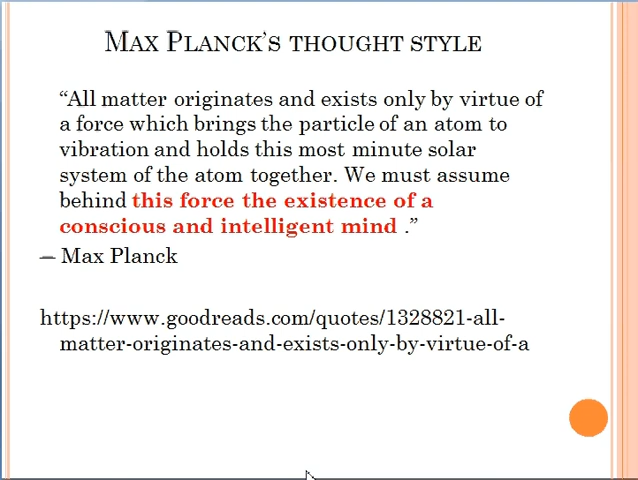 Max Planck's thought style
“All matter originates and exists only by virtue of
a force which brings the particle of an atom to
vibration and holds this most minute solar
system of the atom together. We must assume
behind this force the existence of a
conscious and intelligent mind .”
— Max Planck
https://www.goodreads.com/quotes/1328821-all-
matter-originates-and-exists-only-by-virtue-of-a